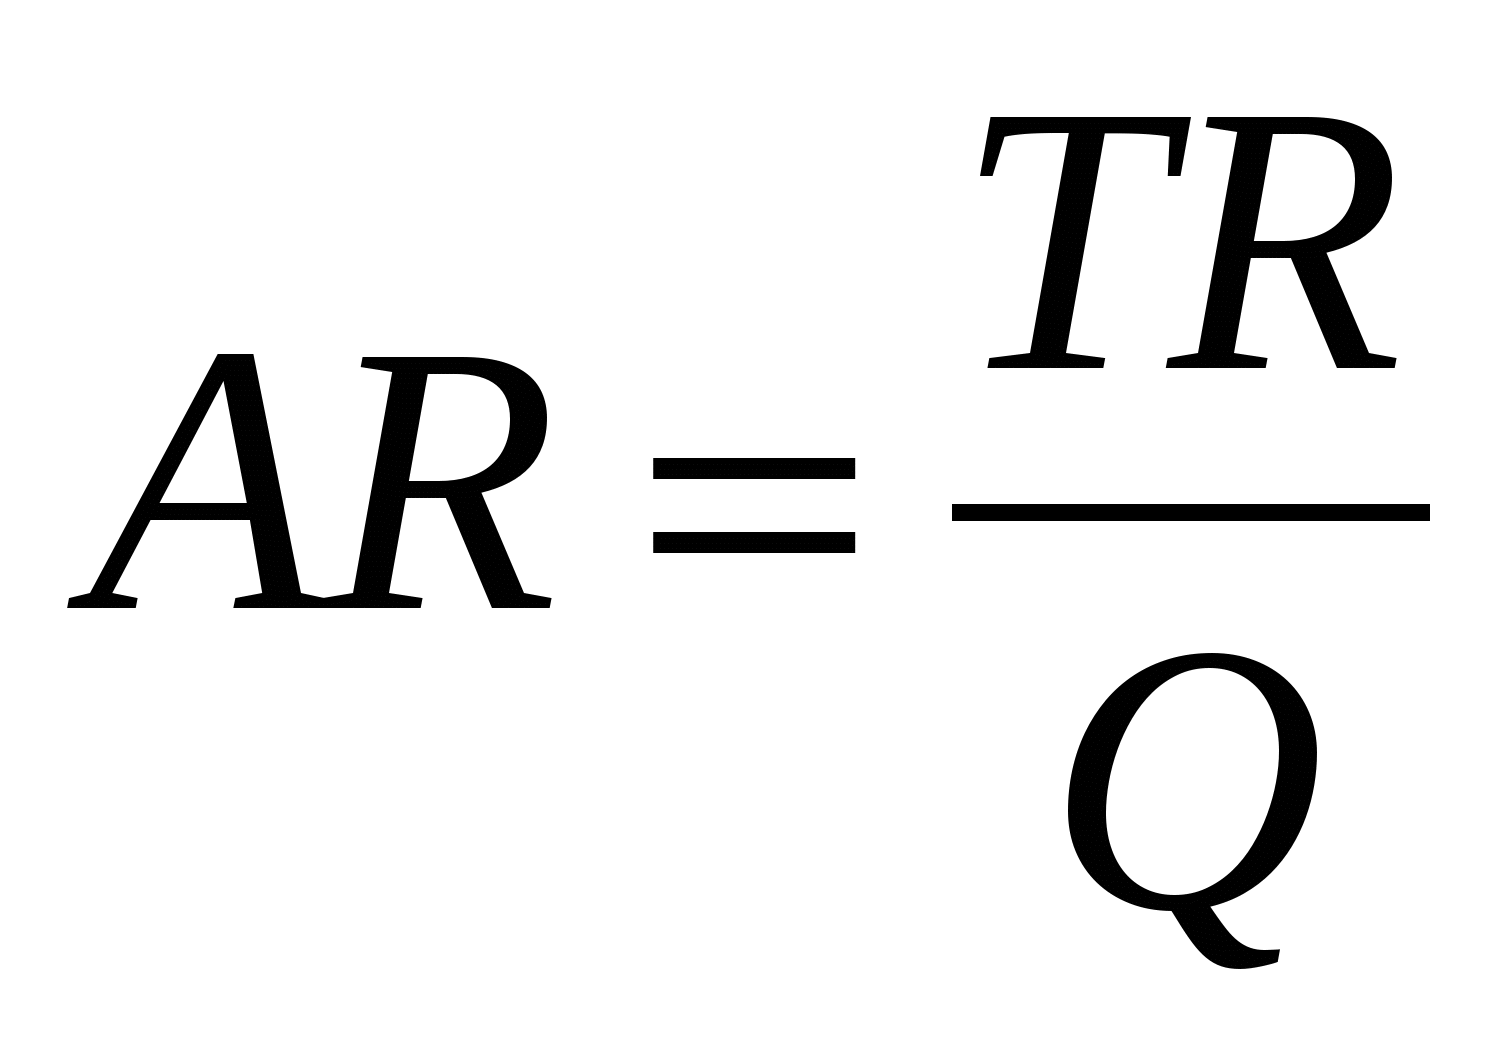 AR = TR / Q